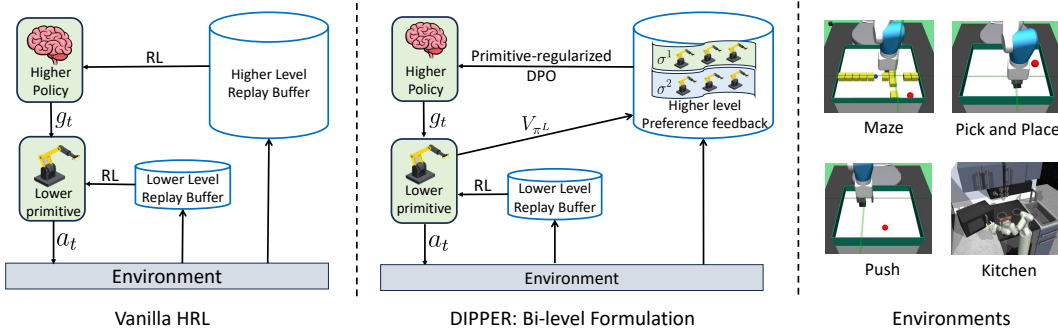 Higher
Policy
RL
Higher Level
Replay Buffer
g_t
Lower
primitive
RL
Lower Level
Replay Buffer
a_t
Environment
Vanilla HRL
Higher
Policy
Primitive-regularized
DPO
σ^1
σ^2
Higher level
Preference feedback
g_t
V_{π^L}
Lower
primitive
RL
Lower Level
Replay Buffer
a_t
Environment
DIPPER: Bi-level Formulation
Maze
Pick and Place
Push
Kitchen
Environments